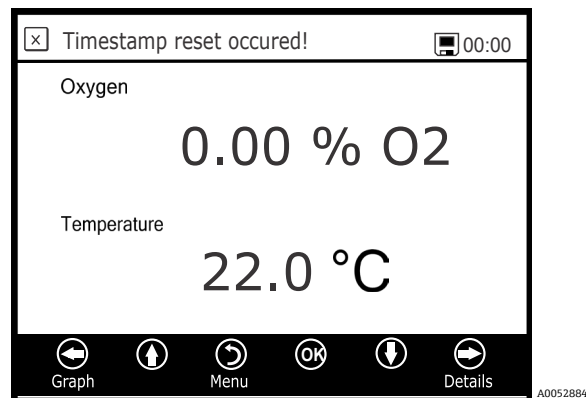 Timestamp reset occured! 00:00
Oxygen
0.00 % O2
Temperature
22.0 °C
OK
Graph Menu Details
A0052884